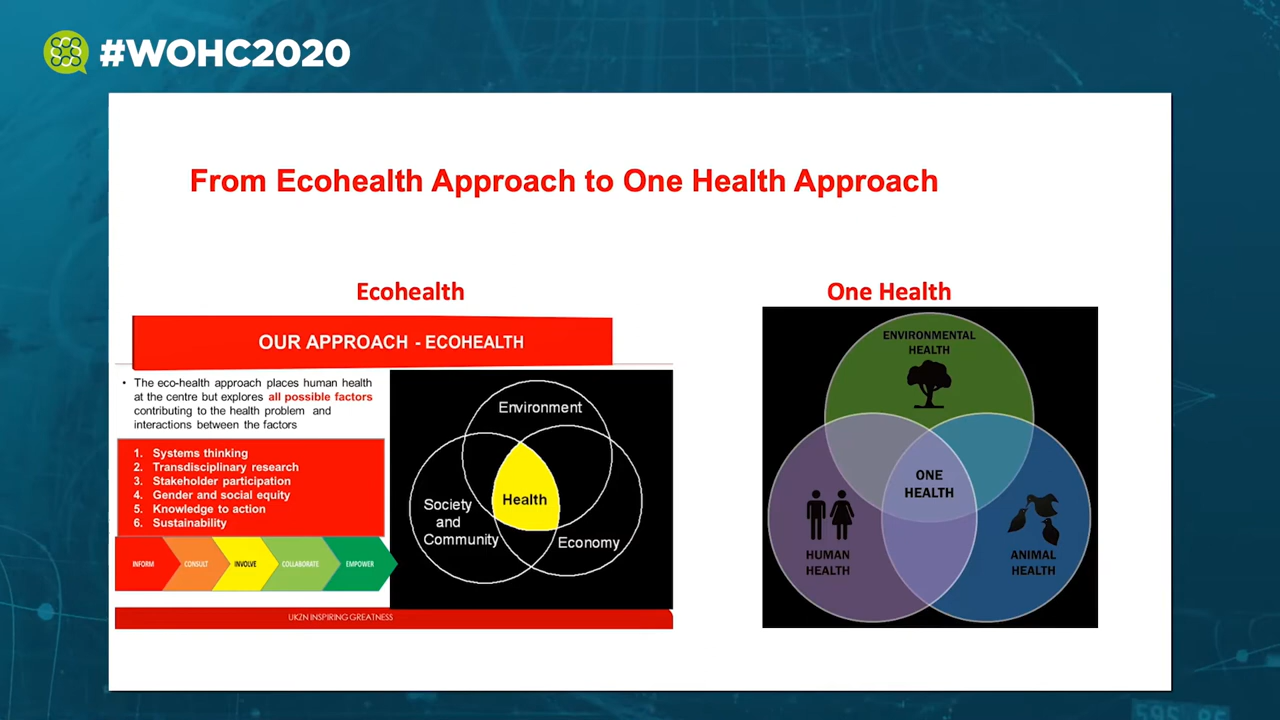 #WOHC2020
From Ecohealth Approach to One Health Approach
Ecohealth
OUR APPROACH - ECOHEALTH
• The eco-health approach places human health
at the centre but explores all possible factors
contributing to the health problem and
interactions between the factors
1. Systems thinking
2. Transdisciplinary research
3. Stakeholder participation
4. Gender and social equity
5. Knowledge to action
6. Sustainability
INFORM
CONSULT
INVOLVE
COLLABORATE
EMPOWER
Environment
Health
Society
and
Community
Economy
UKZN INSPIRING GREATNESS
One Health
ENVIRONMENTAL
HEALTH
ONE
HEALTH
HUMAN
HEALTH
ANIMAL
HEALTH